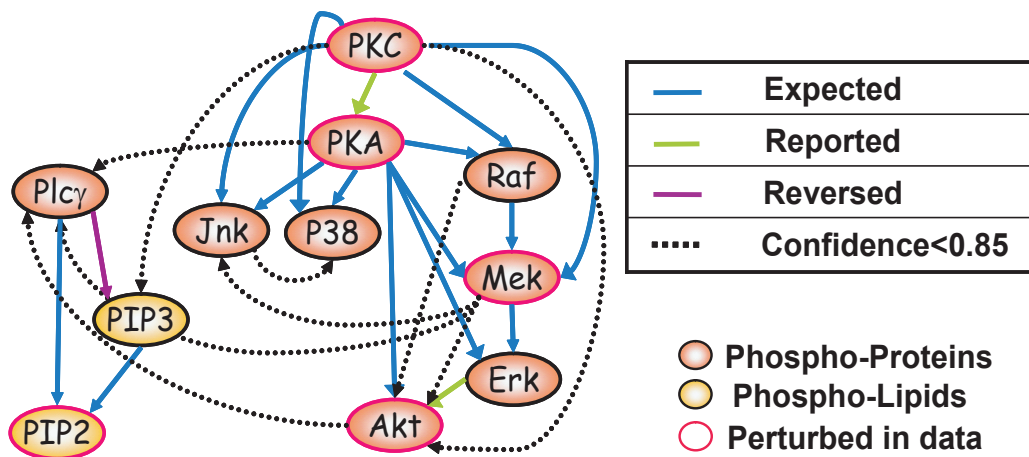 PKC
PKA
Raf
Plcγ
Jnk
P38
Mek
PIP3
Erk
PIP2
Akt
Expected
Reported
Reversed
Confidence<0.85
Phospho-Proteins
Phospho-Lipids
Perturbed in data